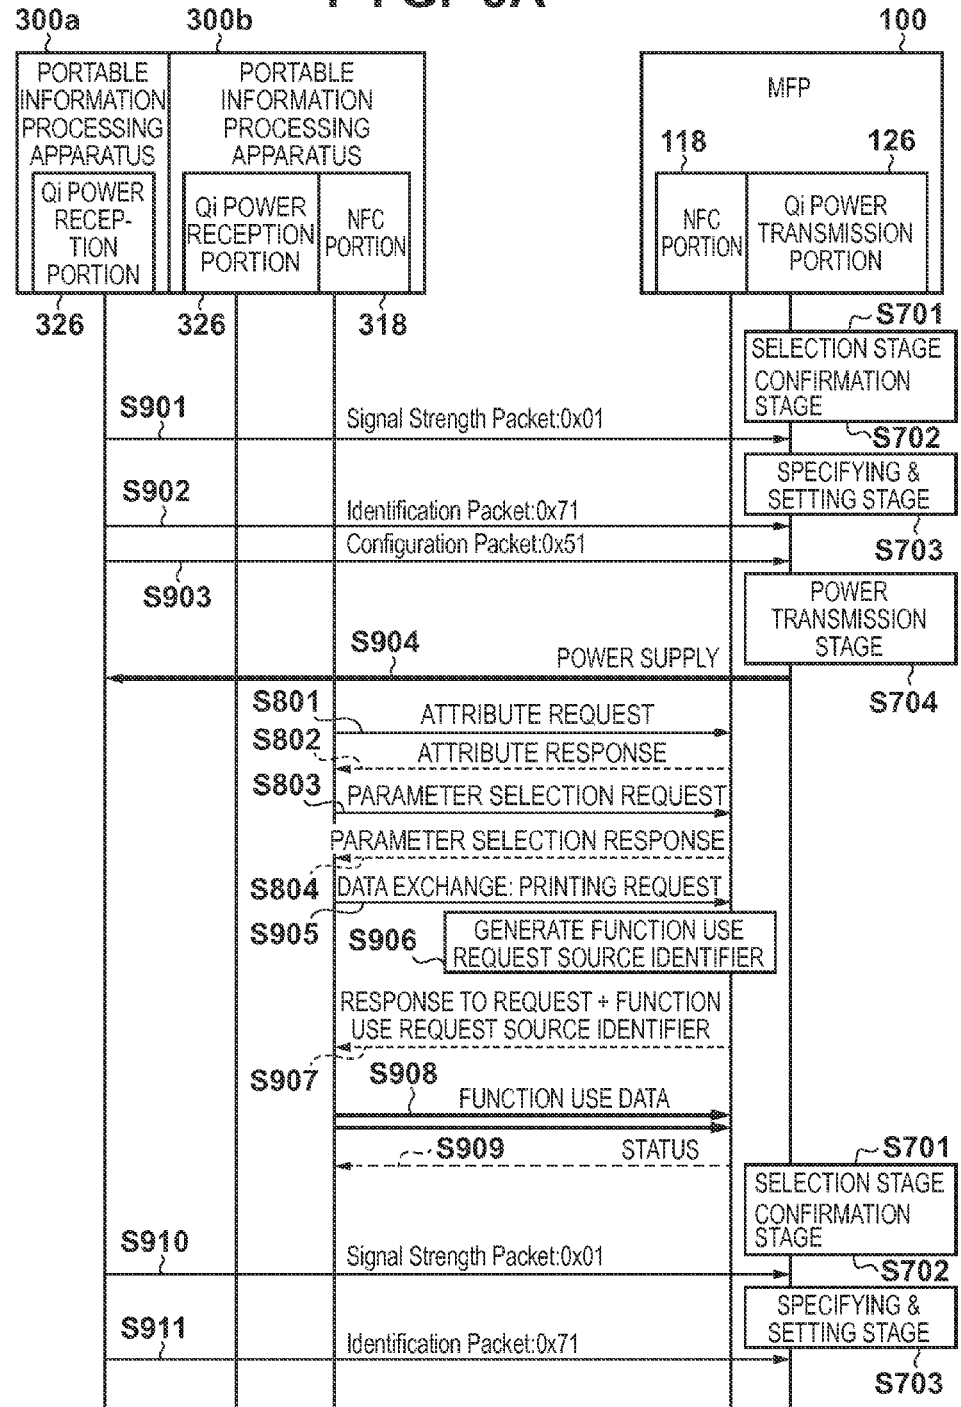 300a
300b
100
PORTABLE
INFORMATION
PROCESSING
APPARATUS
PORTABLE
INFORMATION
PROCESSING
APPARATUS
MFP
118
126
Qi POWER
RECEP-
TION
PORTION
Qi POWER
RECEPTION
PORTION
NFC
PORTION
NFC
PORTION
Qi POWER
TRANSMISSION
PORTION
326
326
318
S701
SELECTION STAGE
CONFIRMATION
STAGE
S702
S901
Signal Strength Packet:0x01
SPECIFYING &
SETTING STAGE
S703
S902
Identification Packet:0x71
Configuration Packet:0x51
S903
POWER
TRANSMISSION
STAGE
S704
S904
POWER SUPPLY
S801
ATTRIBUTE REQUEST
S802
ATTRIBUTE RESPONSE
S803
PARAMETER SELECTION REQUEST
PARAMETER SELECTION RESPONSE
S804
DATA EXCHANGE: PRINTING REQUEST
S905
S906
GENERATE FUNCTION USE
REQUEST SOURCE IDENTIFIER
RESPONSE TO REQUEST + FUNCTION
USE REQUEST SOURCE IDENTIFIER
S907
S908
FUNCTION USE DATA
S909
STATUS
S701
SELECTION STAGE
CONFIRMATION
STAGE
S702
S910
Signal Strength Packet:0x01
SPECIFYING &
SETTING STAGE
S703
S911
Identification Packet:0x71